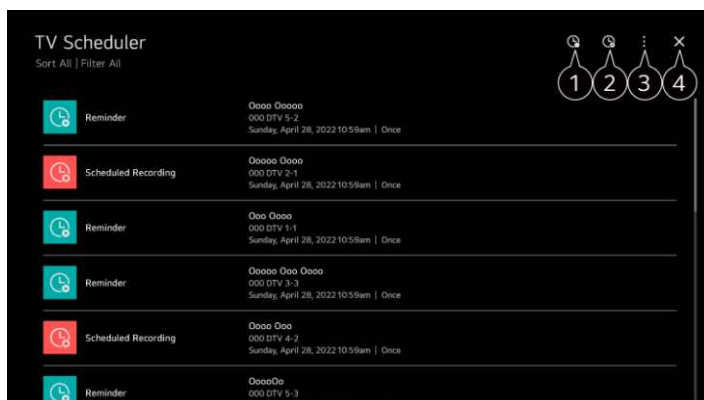 TV Scheduler
Sort All | Filter All
1 2 3 4
Reminder
Oooo Ooooo
000 DTV 5-2
Sunday, April 28, 2022 10:59am | Once
Scheduled Recording
Ooooo Oooo
000 DTV 2-1
Sunday, April 28, 2022 10:59am | Once
Reminder
Ooo Oooo
000 DTV 1-1
Sunday, April 28, 2022 10:59am | Once
Reminder
Ooooo Ooo Oooo
000 DTV 3-3
Sunday, April 28, 2022 10:59am | Once
Scheduled Recording
Oooo Ooo
000 DTV 4-2
Sunday, April 28, 2022 10:59am | Once
Reminder
OoooOo
000 DTV 5-3